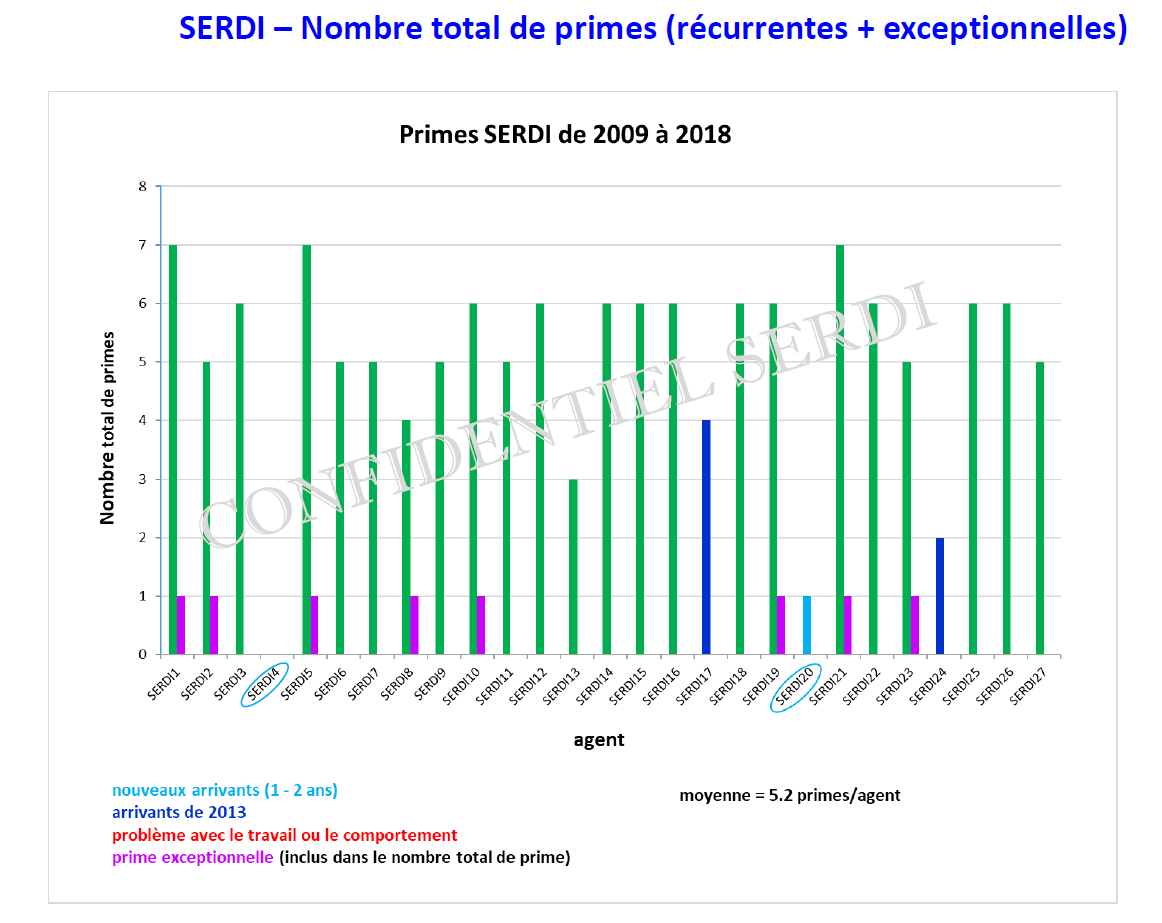 SERDI – Nombre total de primes (récurrentes + exceptionnelles)
Primes SERDI de 2009 à 2018
Nombre total de primes
8
7
6
5
4
3
2
1
0
CONFIDENTIEL SERDI
SERDI1
SERDI2
SERDI3
SERDI4
SERDI5
SERDI6
SERDI7
SERDI8
SERDI9
SERDI10
SERDI11
SERDI12
SERDI13
SERDI14
SERDI15
SERDI16
SERDI17
SERDI18
SERDI19
SERDI20
SERDI21
SERDI22
SERDI23
SERDI24
SERDI25
SERDI26
SERDI27
agent
nouveaux arrivants (1 - 2 ans)
arrivants de 2013
problème avec le travail ou le comportement
prime exceptionnelle (inclus dans le nombre total de prime)
moyenne = 5.2 primes/agent